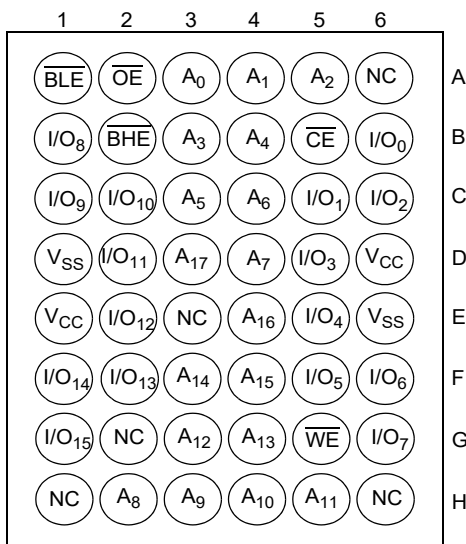 1 2 3 4 5 6
BLE OE A0 A1 A2 NC A
I/O8 BHE A3 A4 CE I/O0 B
I/O9 I/O10 A5 A6 I/O1 I/O2 C
VSS I/O11 A17 A7 I/O3 VCC D
VCC I/O12 NC A16 I/O4 VSS E
I/O14 I/O13 A14 A15 I/O5 I/O6 F
I/O15 NC A12 A13 WE I/O7 G
NC A8 A9 A10 A11 NC H